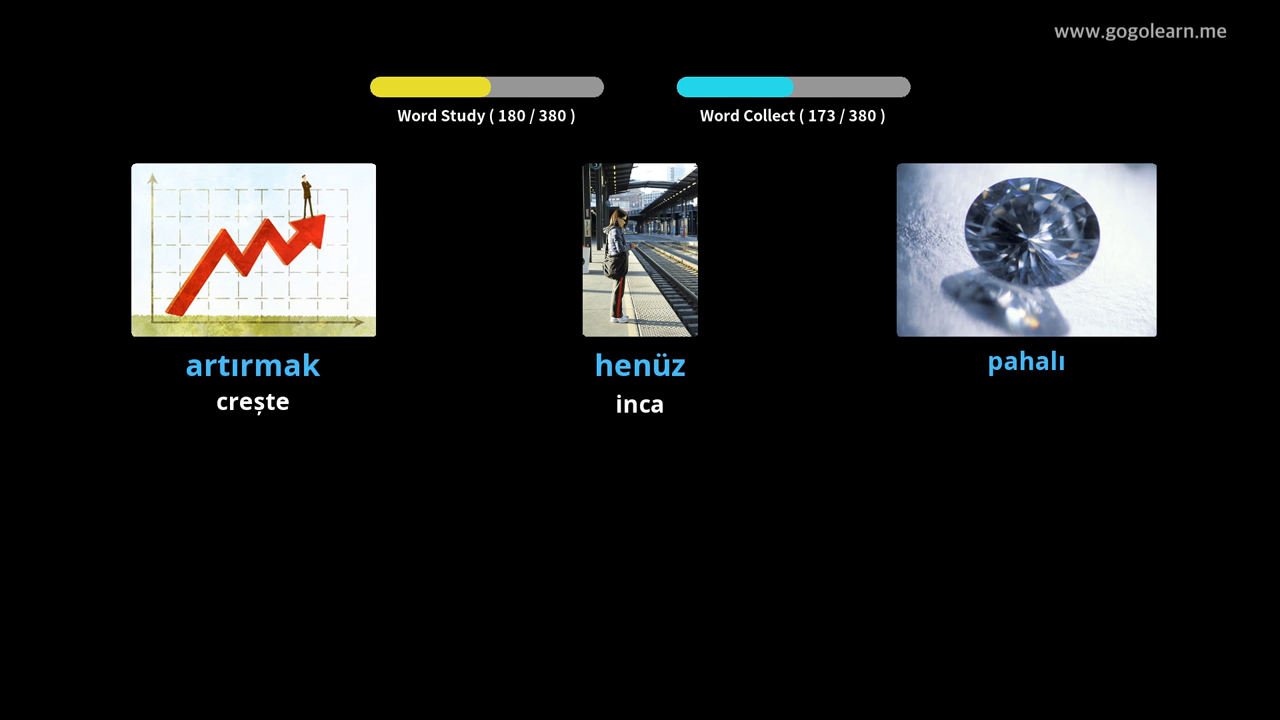 www.gogolearn.me
Word Study ( 180 / 380 )
Word Collect ( 173 / 380 )
artırmak
crește
henüz
inca
pahalı